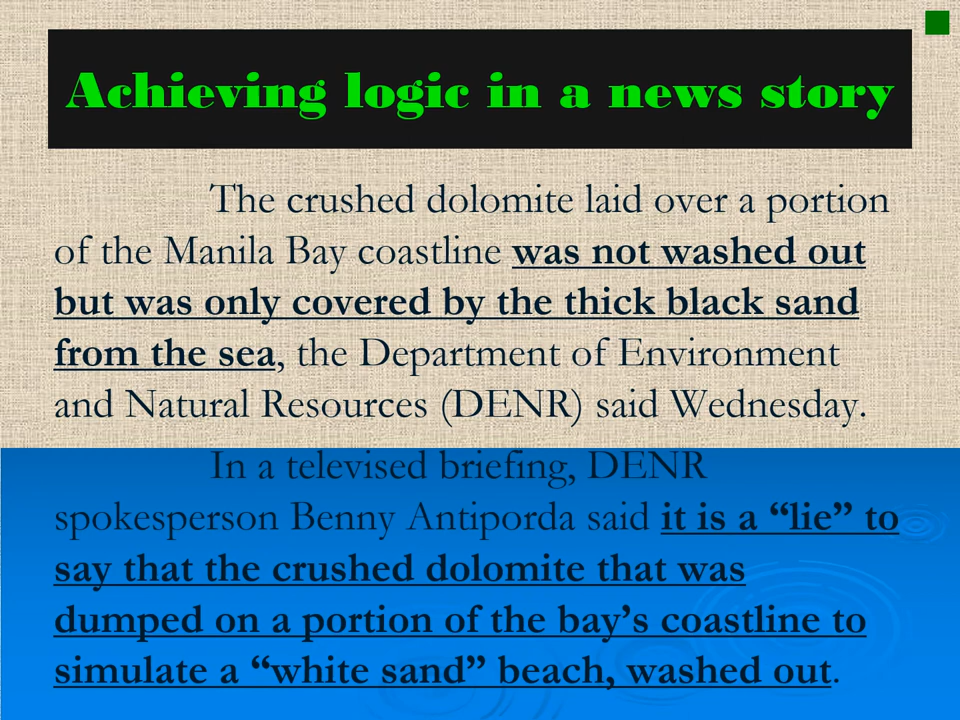 Achieving logic in a news story
The crushed dolomite laid over a portion
of the Manila Bay coastline was not washed out
but was only covered by the thick black sand
from the sea, the Department of Environment
and Natural Resources (DENR) said Wednesday.
In a televised briefing, DENR
spokesperson Benny Antiporda said it is a “lie” to
say that the crushed dolomite that was
dumped on a portion of the bay’s coastline to
simulate a “white sand” beach, washed out.